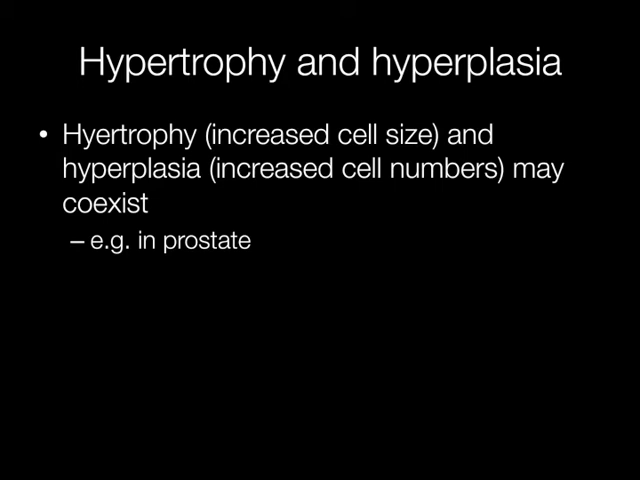 Hypertrophy and hyperplasia
• Hyertrophy (increased cell size) and
hyperplasia (increased cell numbers) may
coexist
– e.g. in prostate